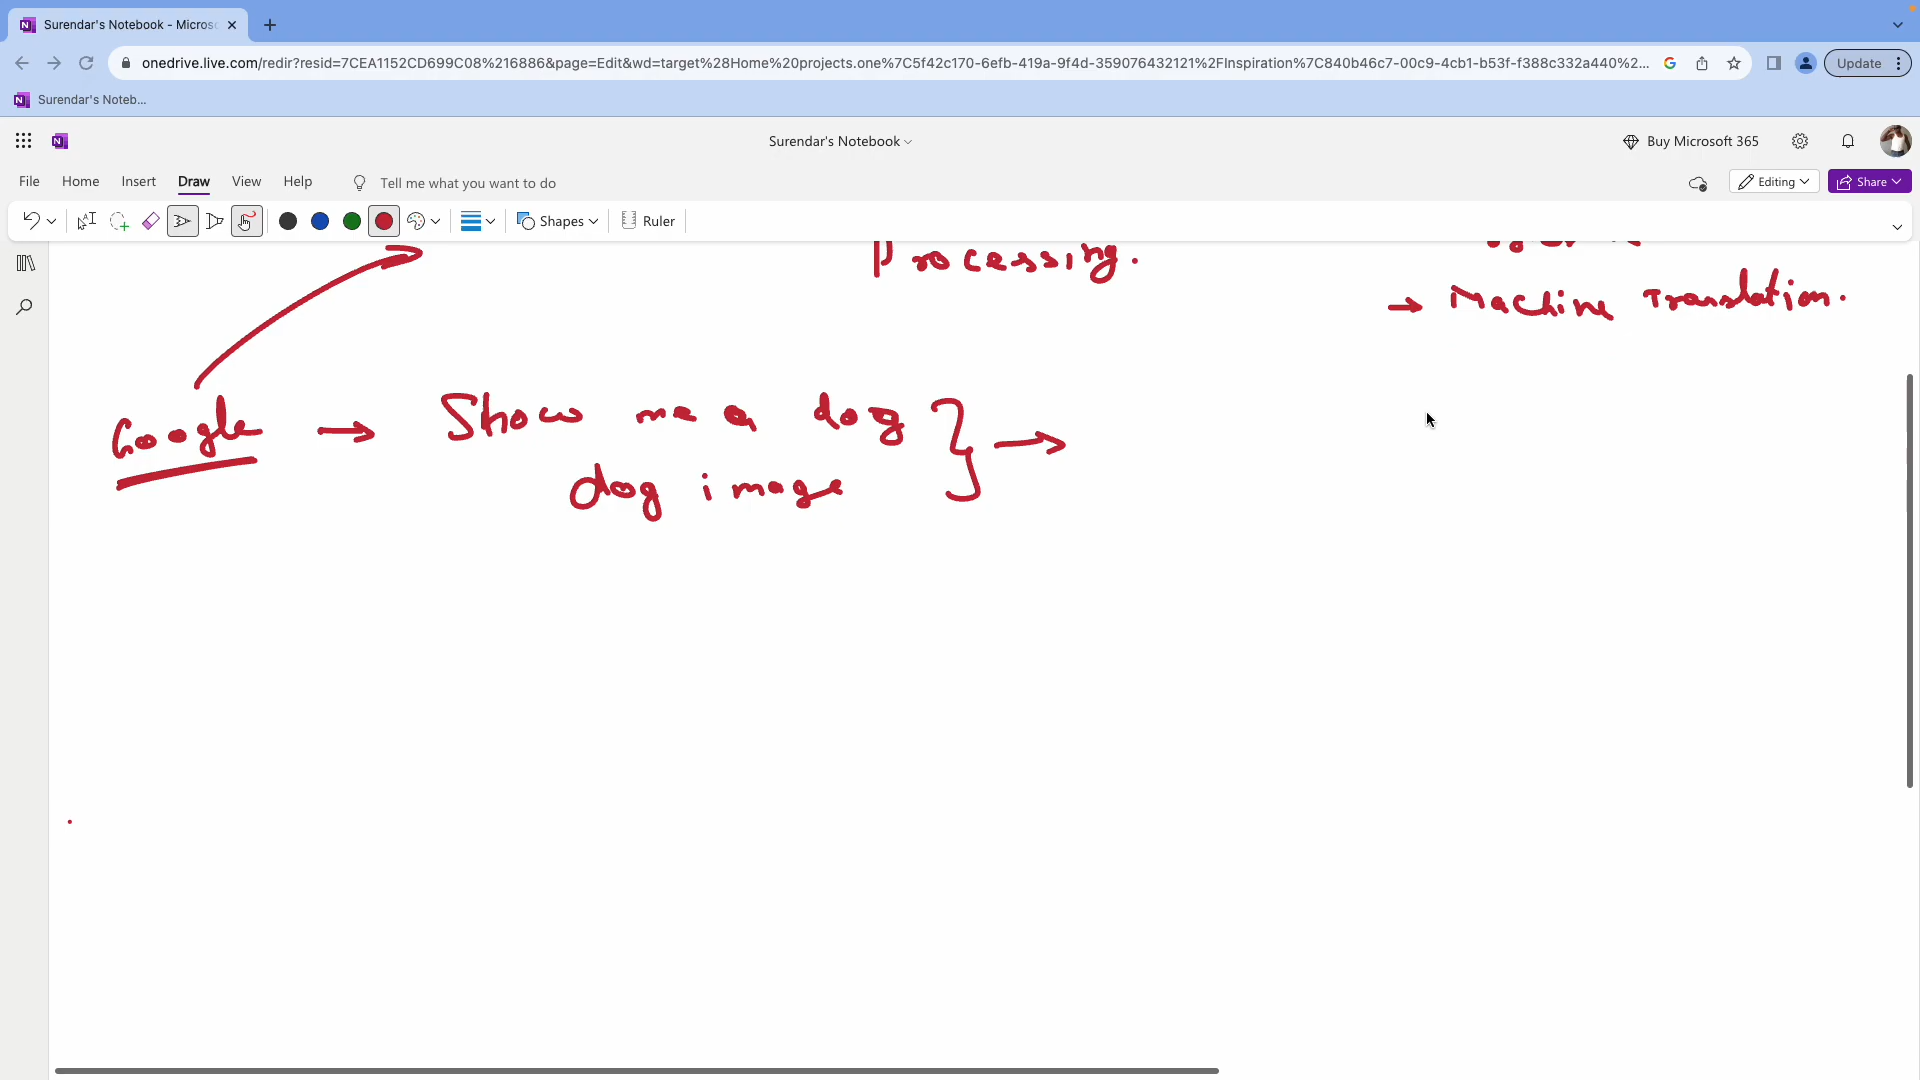 Surendar's Notebook - Micros
onedrive.live.com/redir?resid=7CEA1152CD699C08%216886&page=Edit&wd=target%28Home%20projects.one%7C5f42c170-6efb-419a-9f4d-359076432121%2FInspiration%7C840b46c7-00c9-4cb1-b53f-f388c332a440%2...
Update
Surendar's Noteb...
Surendar's Notebook
Buy Microsoft 365
File Home Insert Draw View Help Tell me what you want to do
Editing Share
Shapes Ruler
Processing.
→ Machine Translation.
Google → Show me a dog } →
dog image